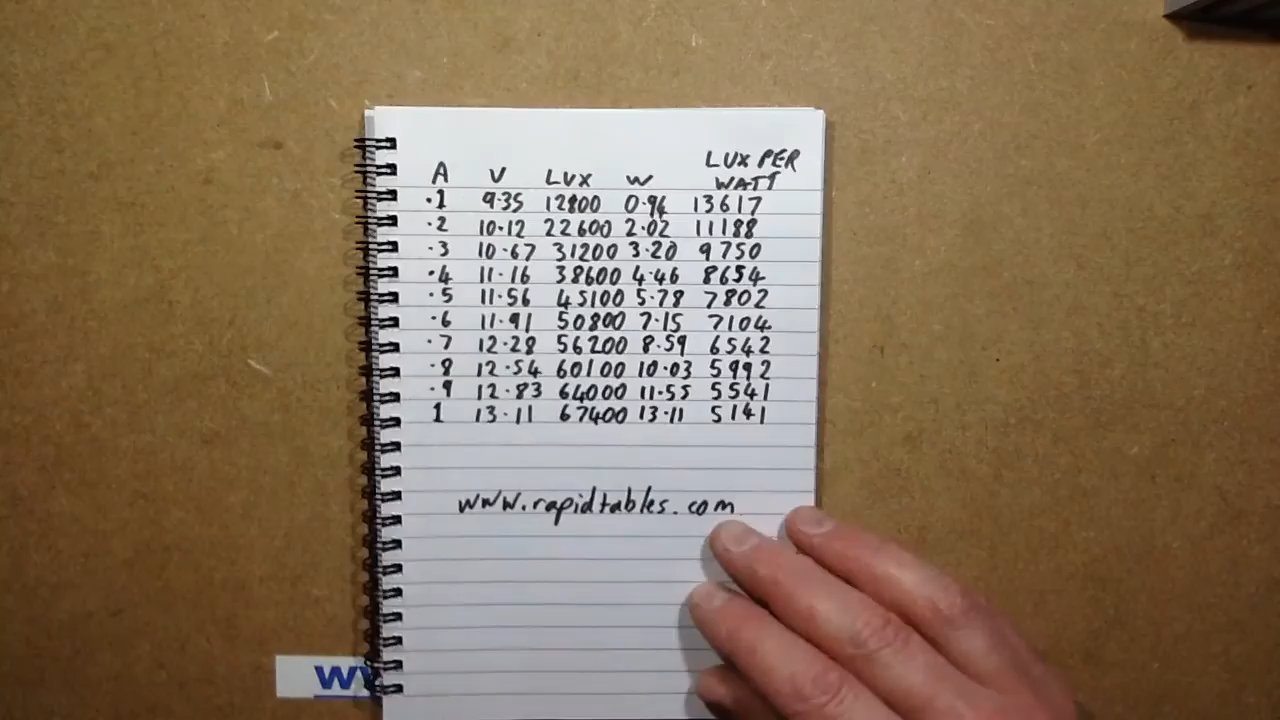 LUX PER
A V LUX W WATT
·1 9·35 12800 0·94 13617
·2 10·12 22600 2·02 11188
·3 10·67 31200 3·20 9750
·4 11·16 38600 4·46 8654
·5 11·56 45100 5·78 7802
·6 11·91 50800 7·15 7104
·7 12·28 56200 8·59 6542
·8 12·54 60100 10·03 5992
·9 12·83 64000 11·55 5541
1 13·11 67400 13·11 5141
www.rapidtables.com